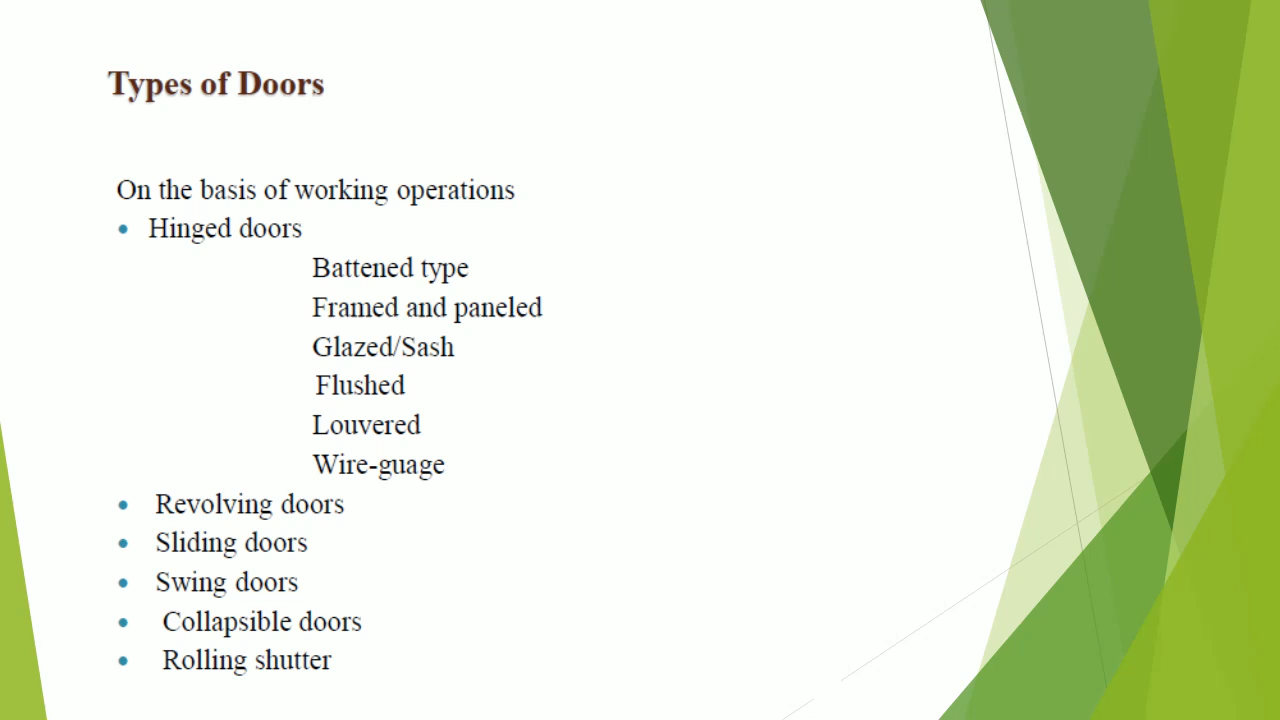 Types of Doors
On the basis of working operations
• Hinged doors
Battened type
Framed and paneled
Glazed/Sash
Flushed
Louvered
Wire-guage
• Revolving doors
• Sliding doors
• Swing doors
• Collapsible doors
• Rolling shutter